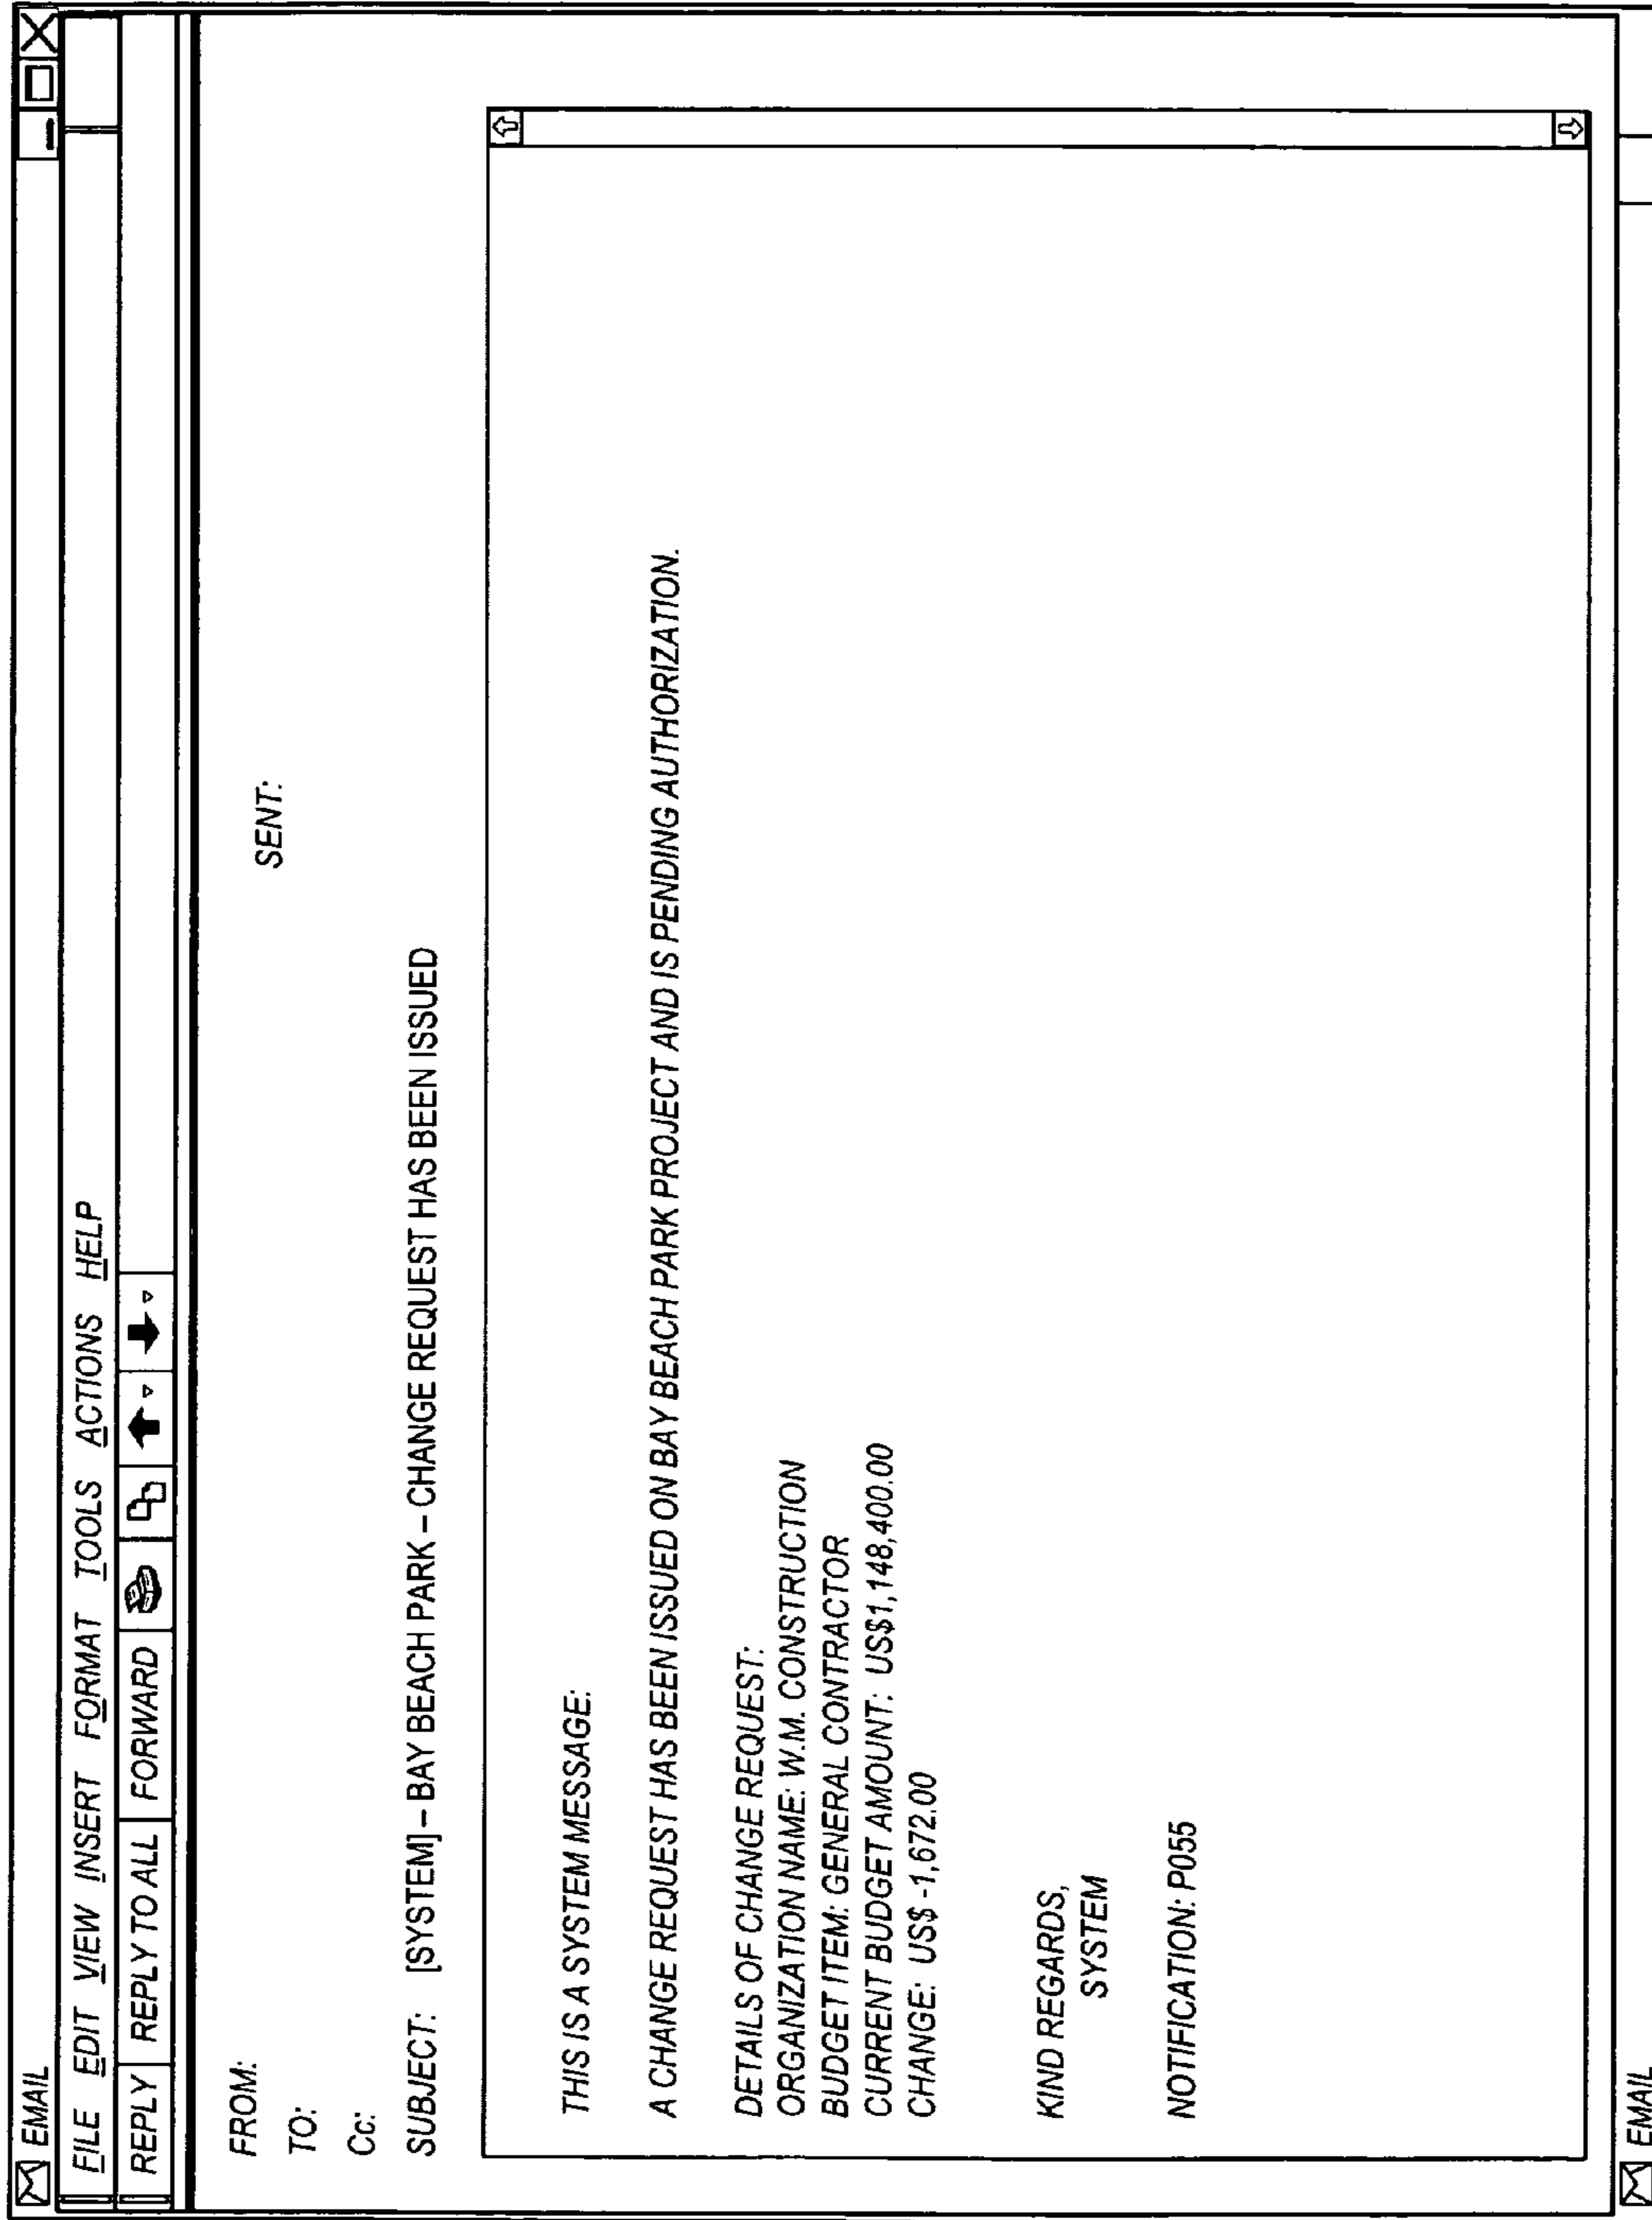 EMAIL
FILE EDIT VIEW INSERT FORMAT TOOLS ACTIONS HELP
REPLY REPLY TO ALL FORWARD
FROM:
SENT:
TO:
Cc:
SUBJECT: [SYSTEM] – BAY BEACH PARK – CHANGE REQUEST HAS BEEN ISSUED
THIS IS A SYSTEM MESSAGE:
A CHANGE REQUEST HAS BEEN ISSUED ON BAY BEACH PARK PROJECT AND IS PENDING AUTHORIZATION.
DETAILS OF CHANGE REQUEST:
ORGANIZATION NAME: W.M. CONSTRUCTION
BUDGET ITEM: GENERAL CONTRACTOR
CURRENT BUDGET AMOUNT: US$1,148,400.00
CHANGE: US$ -1,672.00
KIND REGARDS,
SYSTEM
NOTIFICATION: P055
EMAIL